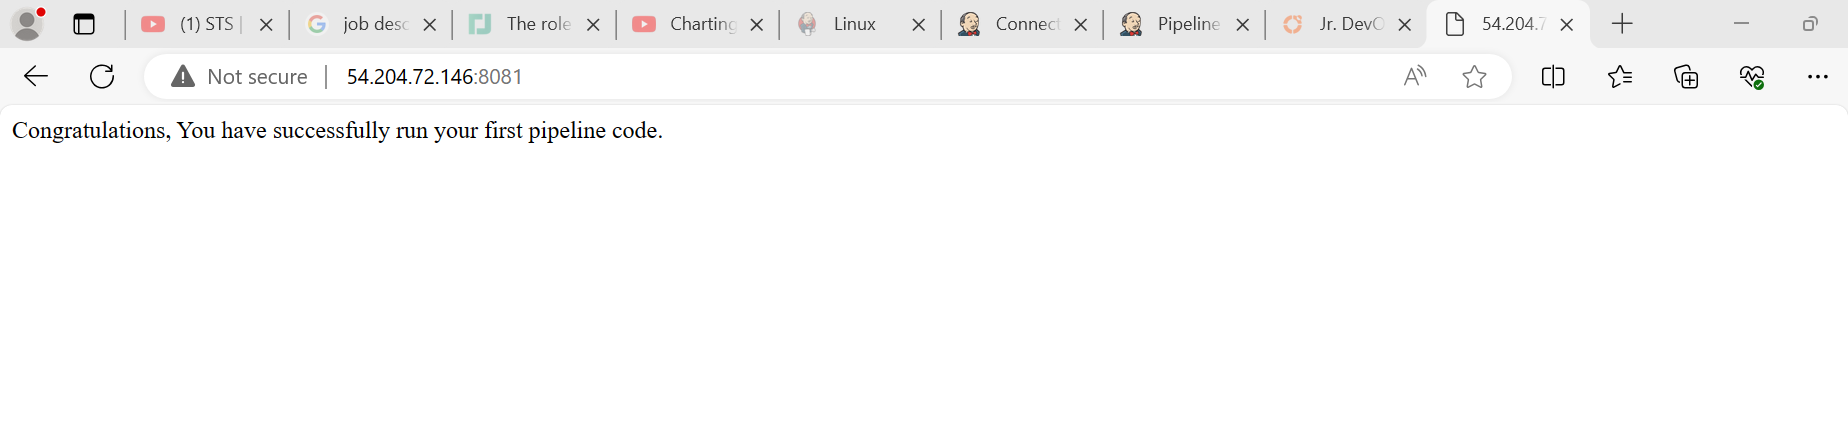 (1) STS |
job desc
The role
Charting
Linux
Connect
Pipeline
Jr. DevO
54.204.7
Not secure
54.204.72.146:8081
Congratulations, You have successfully run your first pipeline code.